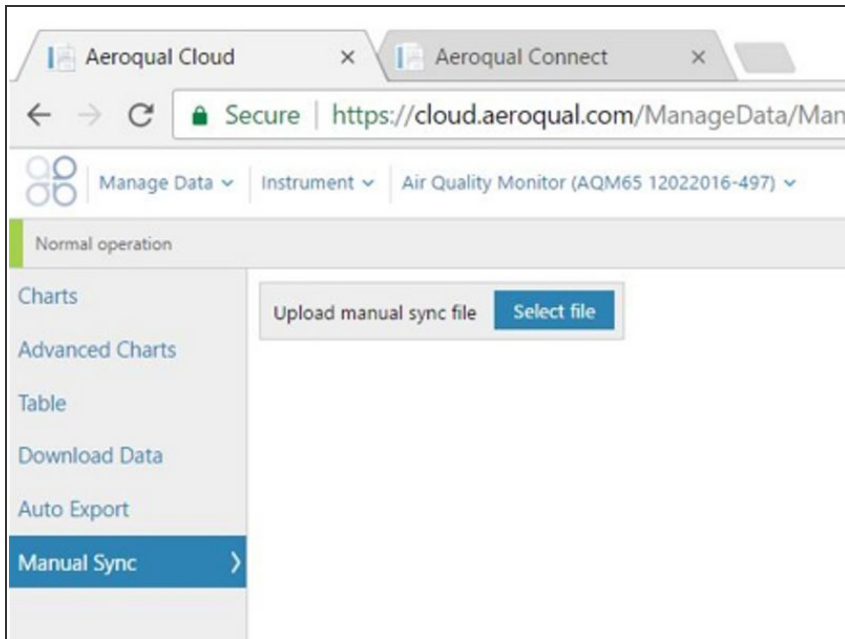 Aeroqual Cloud
Aeroqual Connect
Secure | https://cloud.aeroqual.com/ManageData/Man
Manage Data
Instrument
Air Quality Monitor (AQM65 12022016-497)
Normal operation
Charts
Upload manual sync file
Select file
Advanced Charts
Table
Download Data
Auto Export
Manual Sync